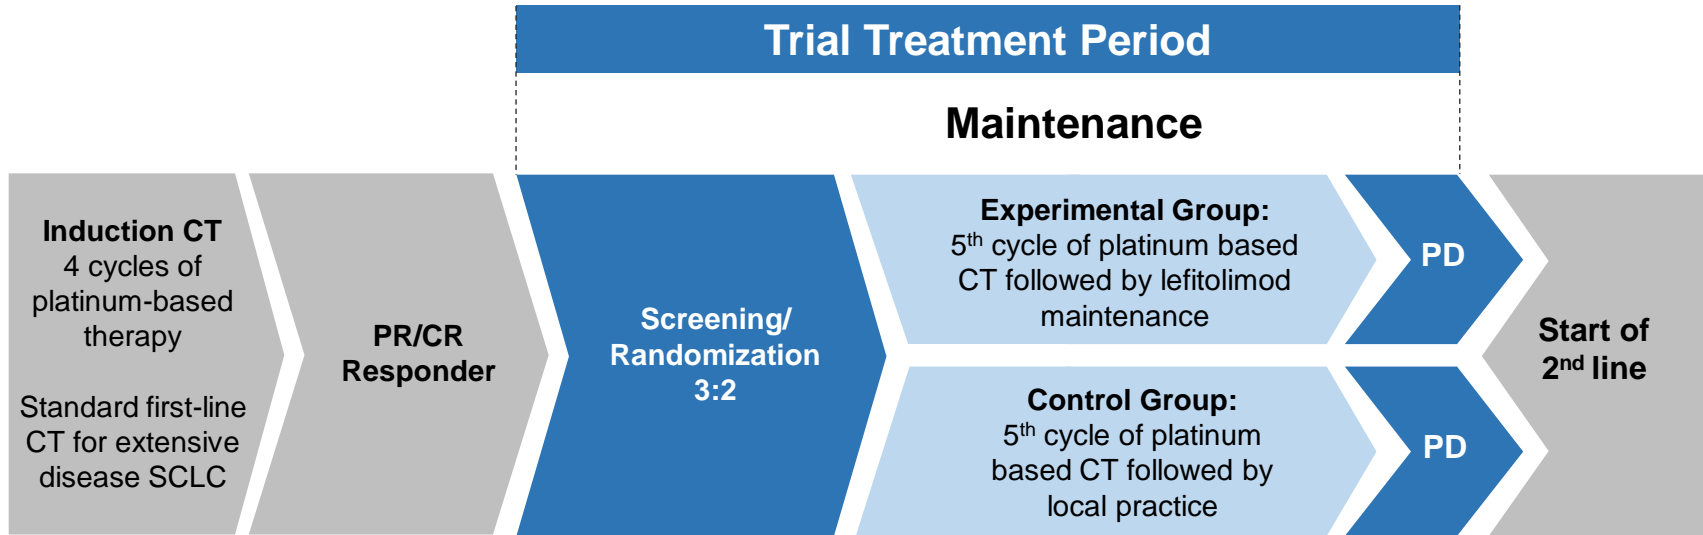 Trial Treatment Period
Maintenance
Induction CT
4 cycles of
platinum-based
therapy
Standard first-line
CT for extensive
disease SCLC
PR/CR
Responder
Screening/
Randomization
3:2
Experimental Group:
5th cycle of platinum based
CT followed by lefitolimod
maintenance
PD
Control Group:
5th cycle of platinum
based CT followed by
local practice
PD
Start of
2nd line